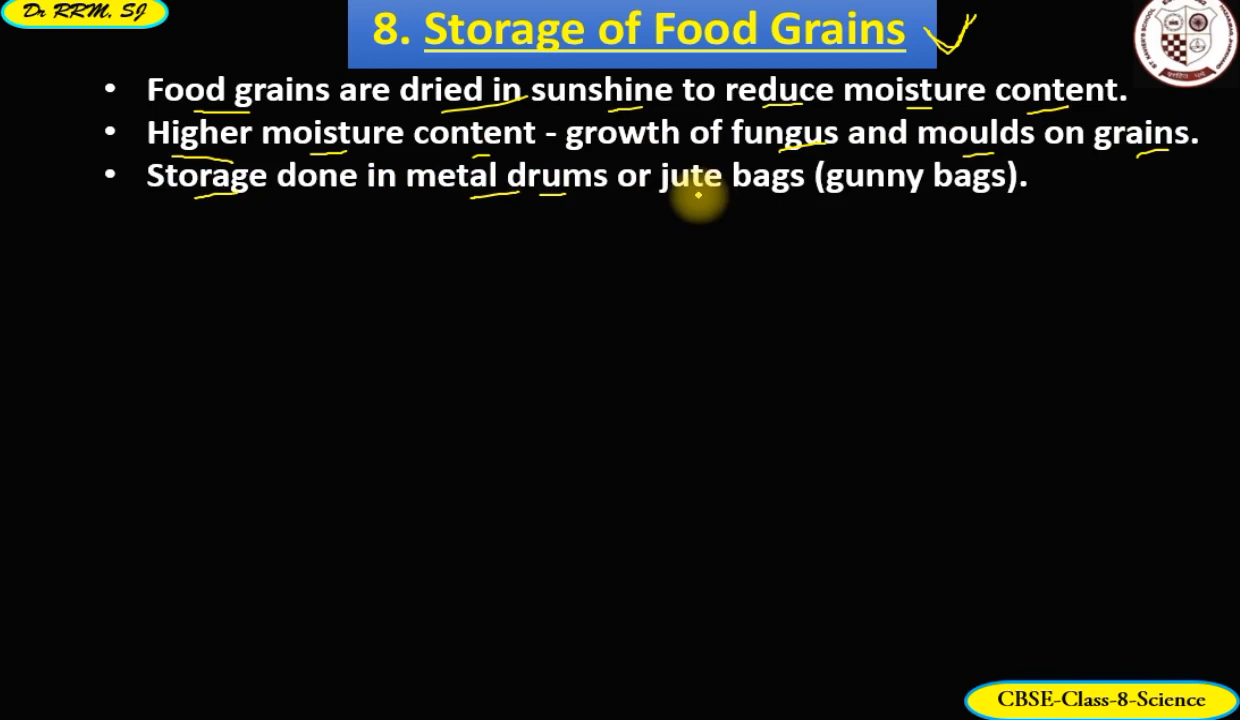 Dr RRM, SJ
8. Storage of Food Grains
• Food grains are dried in sunshine to reduce moisture content.
• Higher moisture content - growth of fungus and moulds on grains.
• Storage done in metal drums or jute bags (gunny bags).
CBSE-Class-8-Science